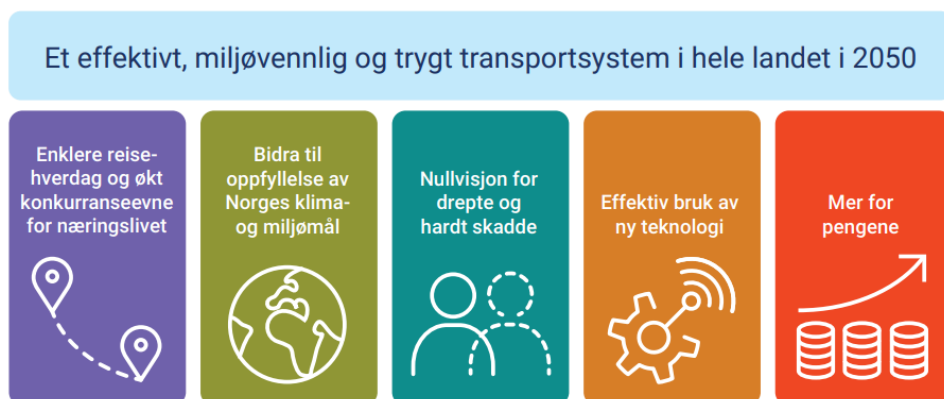 Et effektivt, miljøvennlig og trygt transportsystem i hele landet i 2050
Enklere reise-
hverdag og økt
konkurranseevne
for næringslivet
Bidra til
oppfyllelse av
Norges klima-
og miljømål
Nullvisjon for
drepte og
hardt skadde
Effektiv bruk av
ny teknologi
Mer for
pengene